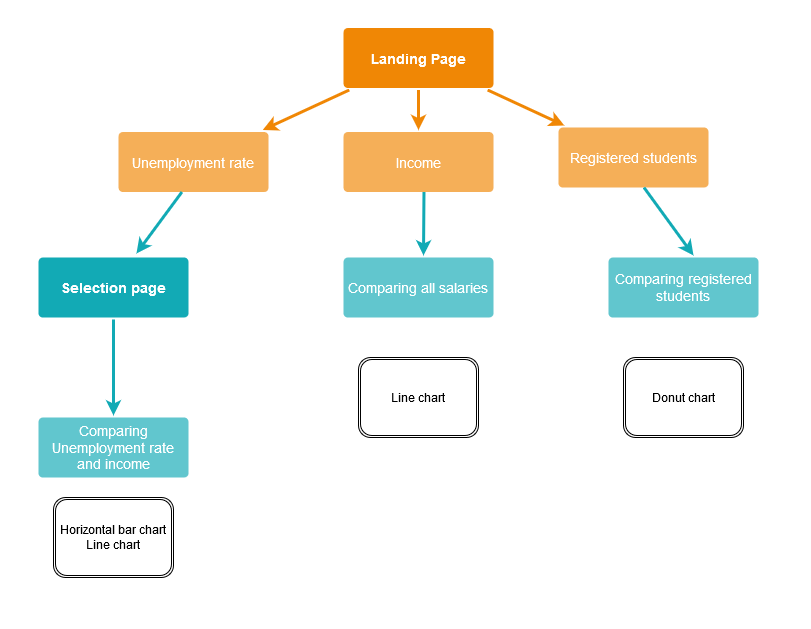 Landing Page
Unemployment rate
Income
Registered students
Selection page
Comparing all salaries
Comparing registered
students
Line chart
Donut chart
Comparing
Unemployment rate
and income
Horizontal bar chart
Line chart